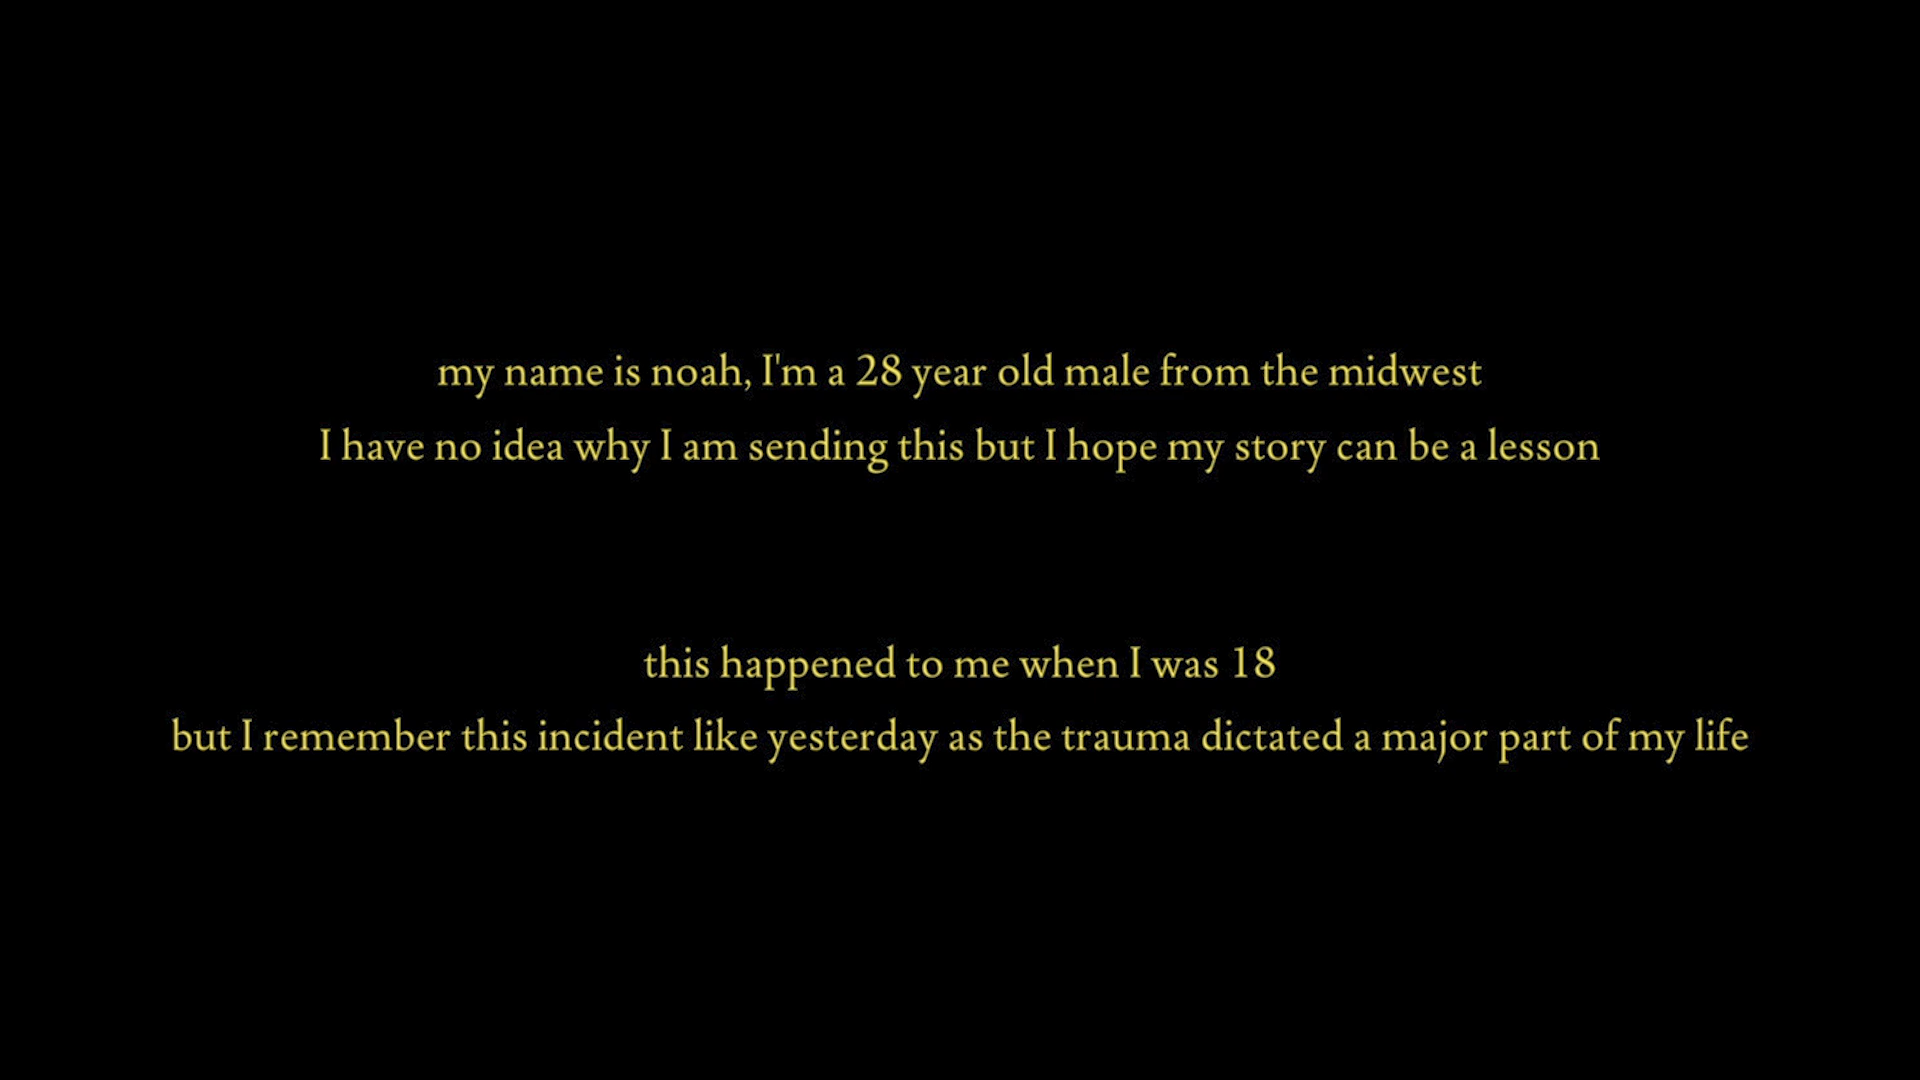 my name is noah, I'm a 28 year old male from the midwest
I have no idea why I am sending this but I hope my story can be a lesson
this happened to me when I was 18
but I remember this incident like yesterday as the trauma dictated a major part of my life